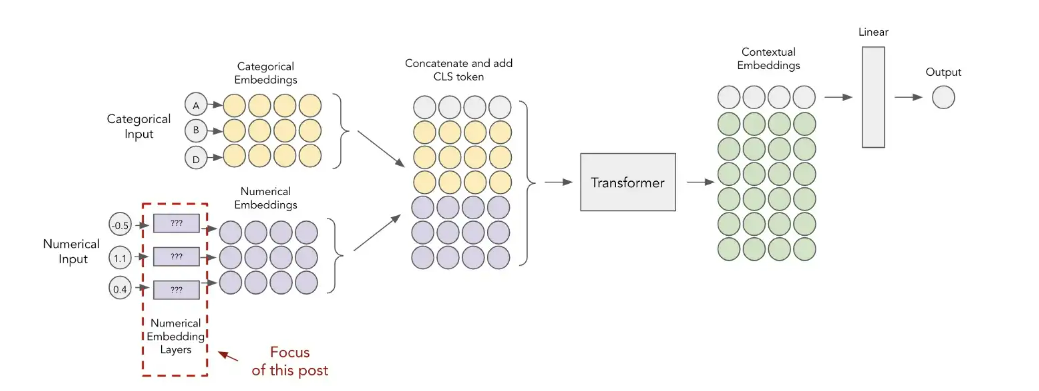 Categorical
Embeddings
Categorical
Input
A
B
D
Numerical
Embeddings
Numerical
Input
-0.5
1.1
0.4
???
???
???
Numerical
Embedding
Layers
Focus
of this post
Concatenate and add
CLS token
Transformer
Contextual
Embeddings
Linear
Output